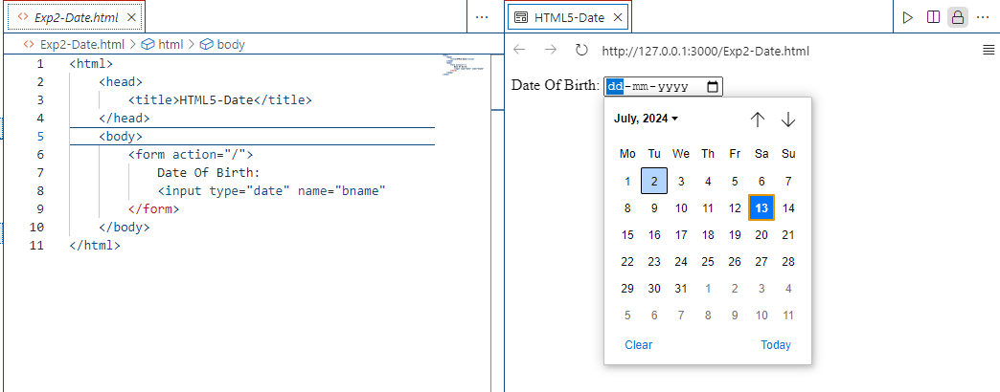 Exp2-Date.html
Exp2-Date.html > html > body
1 <html>
2 <head>
3 <title>HTML5-Date</title>
4 </head>
5 <body>
6 <form action="/">
7 Date Of Birth:
8 <input type="date" name="bname"
9 </form>
10 </body>
11 </html>
HTML5-Date
http://127.0.0.1:3000/Exp2-Date.html
Date Of Birth: dd-mm-yyyy
July, 2024
Mo Tu We Th Fr Sa Su
1 2 3 4 5 6 7
8 9 10 11 12 13 14
15 16 17 18 19 20 21
22 23 24 25 26 27 28
29 30 31 1 2 3 4
5 6 7 8 9 10 11
Clear Today